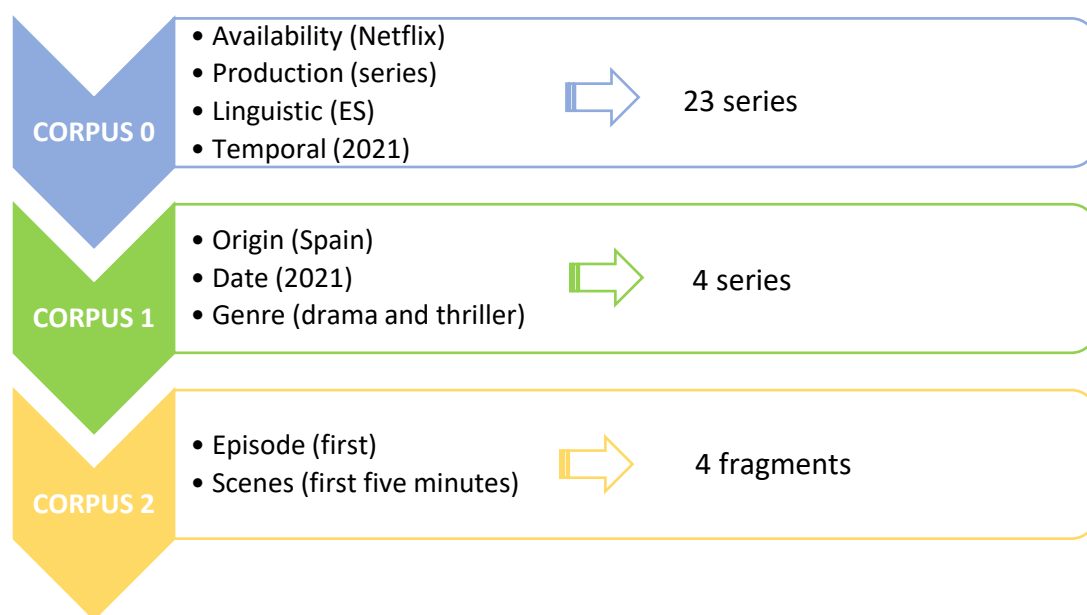 CORPUS 0
• Availability (Netflix)
• Production (series)
• Linguistic (ES)
• Temporal (2021)
23 series
CORPUS 1
• Origin (Spain)
• Date (2021)
• Genre (drama and thriller)
4 series
CORPUS 2
• Episode (first)
• Scenes (first five minutes)
4 fragments